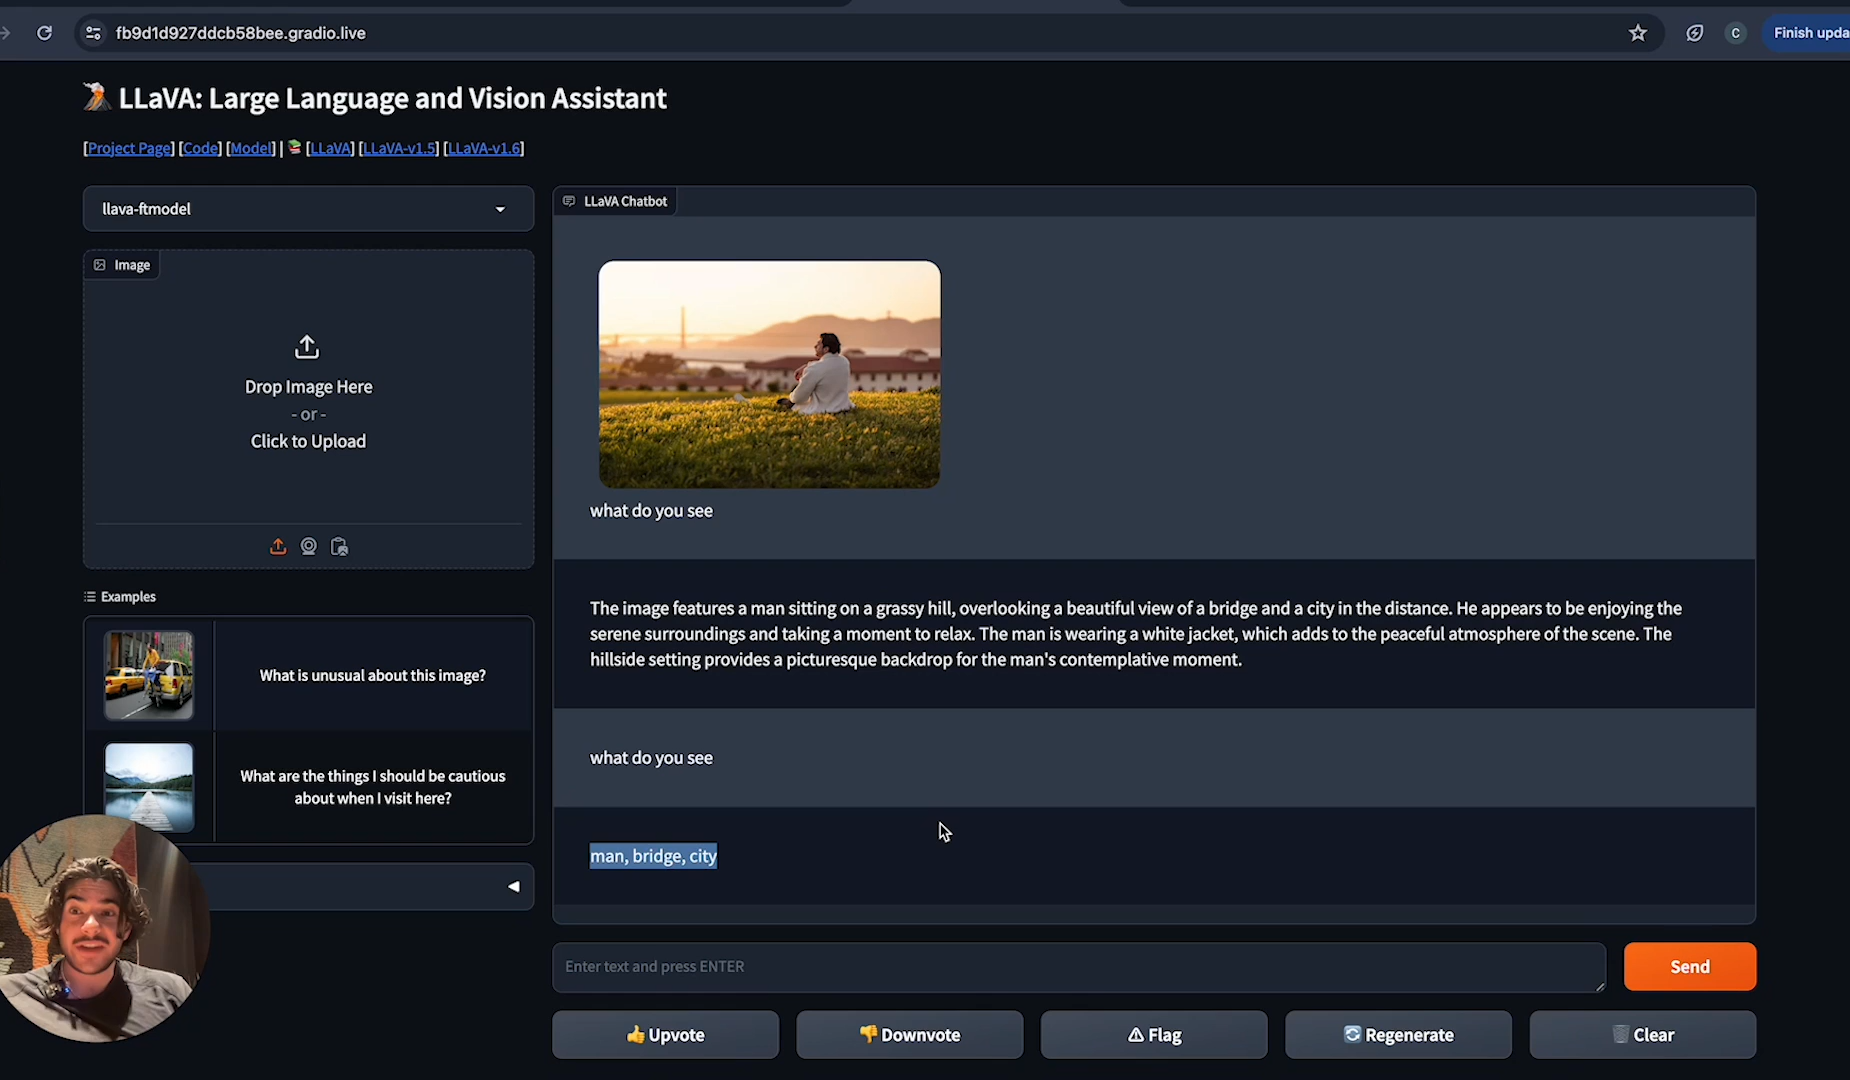 fb9d1d927ddcb58bee.gradio.live
C
Finish upda
LLaVA: Large Language and Vision Assistant
[Project Page] [Code] [Model] | [LLaVA] [LLaVA-v1.5] [LLaVA-v1.6]
llava-ftmodel
Image
Drop Image Here
- or -
Click to Upload
Examples
What is unusual about this image?
What are the things I should be cautious
about when I visit here?
LLaVA Chatbot
what do you see
The image features a man sitting on a grassy hill, overlooking a beautiful view of a bridge and a city in the distance. He appears to be enjoying the
serene surroundings and taking a moment to relax. The man is wearing a white jacket, which adds to the peaceful atmosphere of the scene. The
hillside setting provides a picturesque backdrop for the man's contemplative moment.
what do you see
man, bridge, city
Enter text and press ENTER
Send
Upvote
Downvote
Flag
Regenerate
Clear